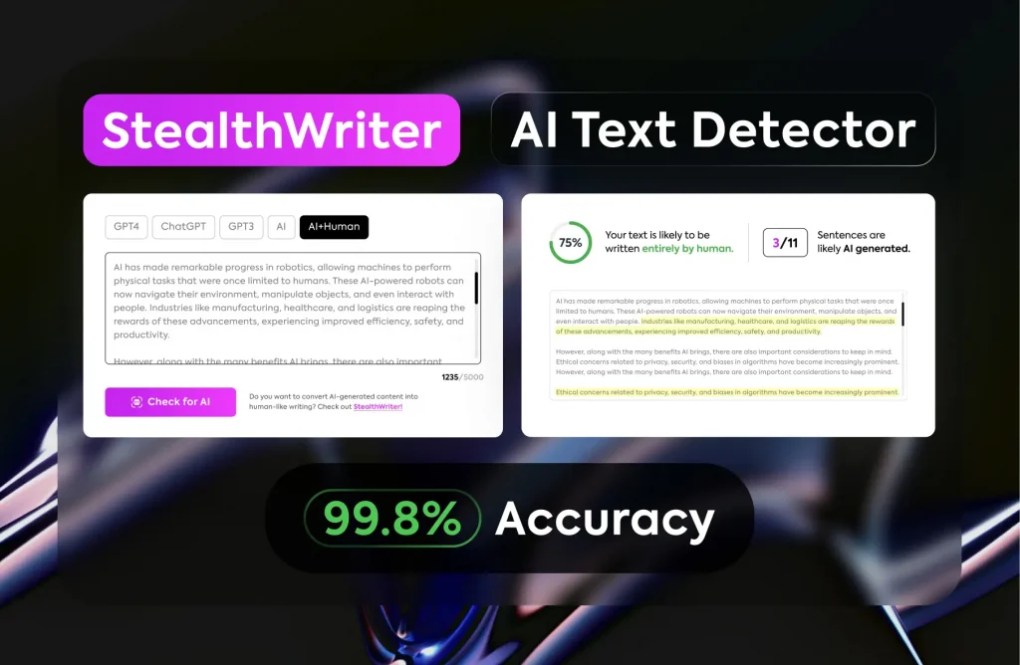 StealthWriter
AI Text Detector
GPT4
ChatGPT
GPT3
AI
AI+Human
AI has made remarkable progress in robotics, allowing machines to perform
physical tasks that were once limited to humans. These AI-powered robots can
now navigate their environment, manipulate objects, and even interact with
people. Industries like manufacturing, healthcare, and logistics are reaping the
rewards of these advancements, experiencing improved efficiency, safety, and
productivity.
However, along with the many benefits AI brings, there are also important
1235/5000
Check for AI
Do you want to convert AI-generated content into
human-like writing? Check out StealthWriter!
75%
Your text is likely to be
written entirely by human.
3/11
Sentences are
likely AI generated.
AI has made remarkable progress in robotics, allowing machines to perform physical tasks that were once
limited to humans. These AI-powered robots can now navigate their environment, manipulate objects, and
even interact with people. Industries like manufacturing, healthcare, and logistics are reaping the rewards
of these advancements, experiencing improved efficiency, safety, and productivity.
However, along with the many benefits AI brings, there are also important considerations to keep in mind.
Ethical concerns related to privacy, security, and biases in algorithms have become increasingly prominent.
However, along with the many benefits AI brings, there are also important considerations to keep in mind.
Ethical concerns related to privacy, security, and biases in algorithms have become increasingly prominent.
99.8% Accuracy